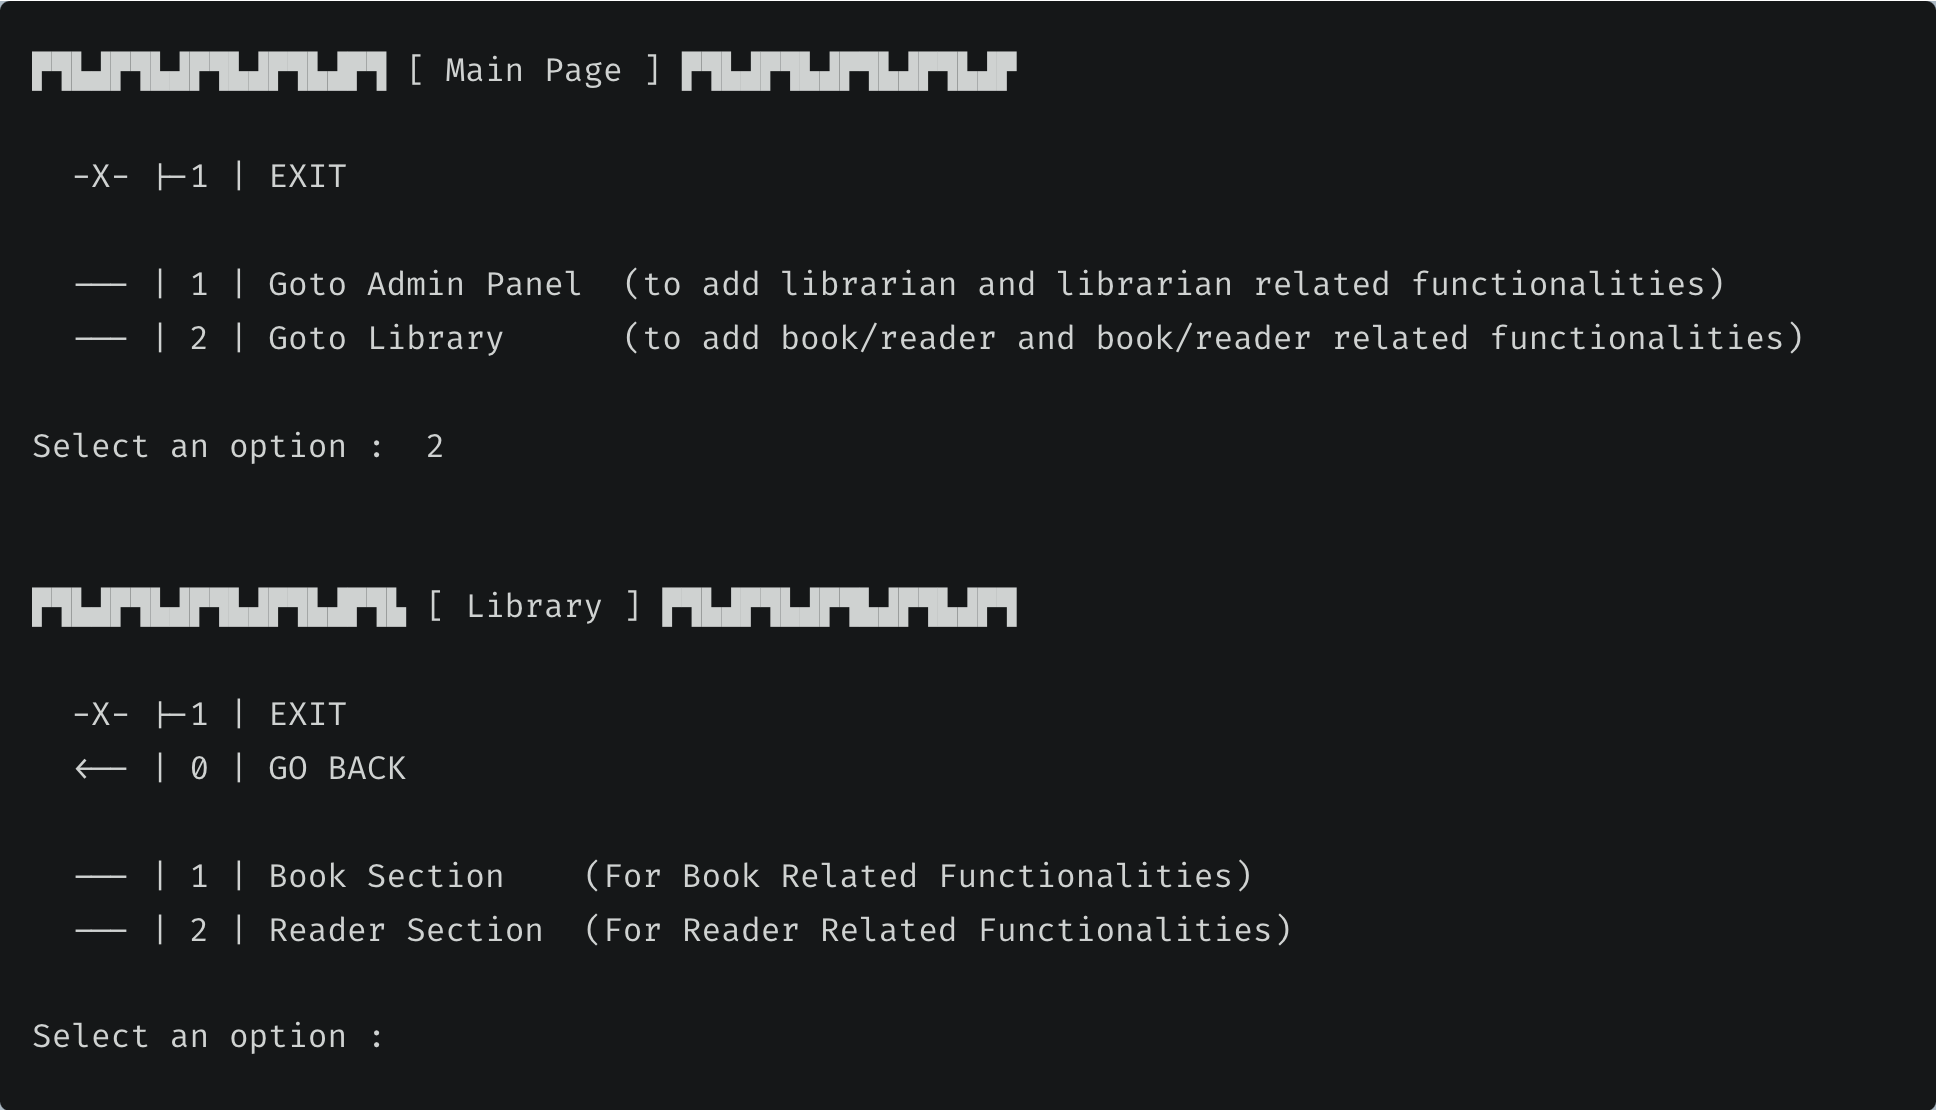 [ Main Page ]
-X- |-1 | EXIT
--- | 1 | Goto Admin Panel  (to add librarian and librarian related functionalities)
--- | 2 | Goto Library      (to add book/reader and book/reader related functionalities)
Select an option :  2
[ Library ]
-X- |-1 | EXIT
<-- | 0 | GO BACK
--- | 1 | Book Section    (For Book Related Functionalities)
--- | 2 | Reader Section  (For Reader Related Functionalities)
Select an option :